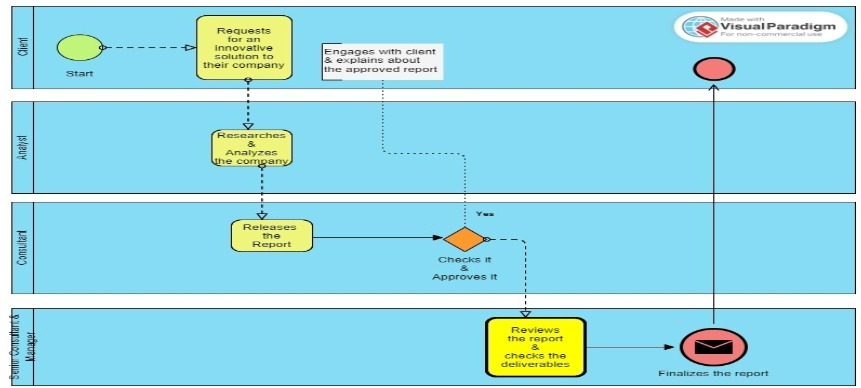 Client
Start
Requests
for an
innovative
solution to
their company
Engages with client
& explains about
the approved report
Made with
Visual Paradigm
For non-commercial use
Analyst
Researches
&
Analyzes
the company
Consultant
Releases
the
Report
Yes
Checks it
&
Approves it
Senior Consultant &
Manager
Reviews
the report
&
checks the
deliverables
Finalizes the report